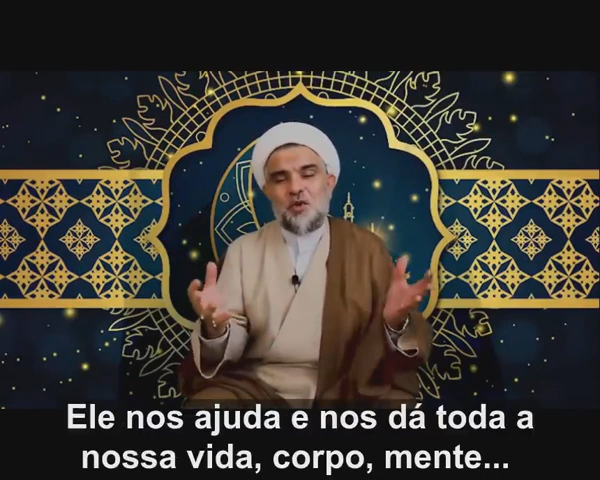 Ele nos ajuda e nos dá toda a
nossa vida, corpo, mente...